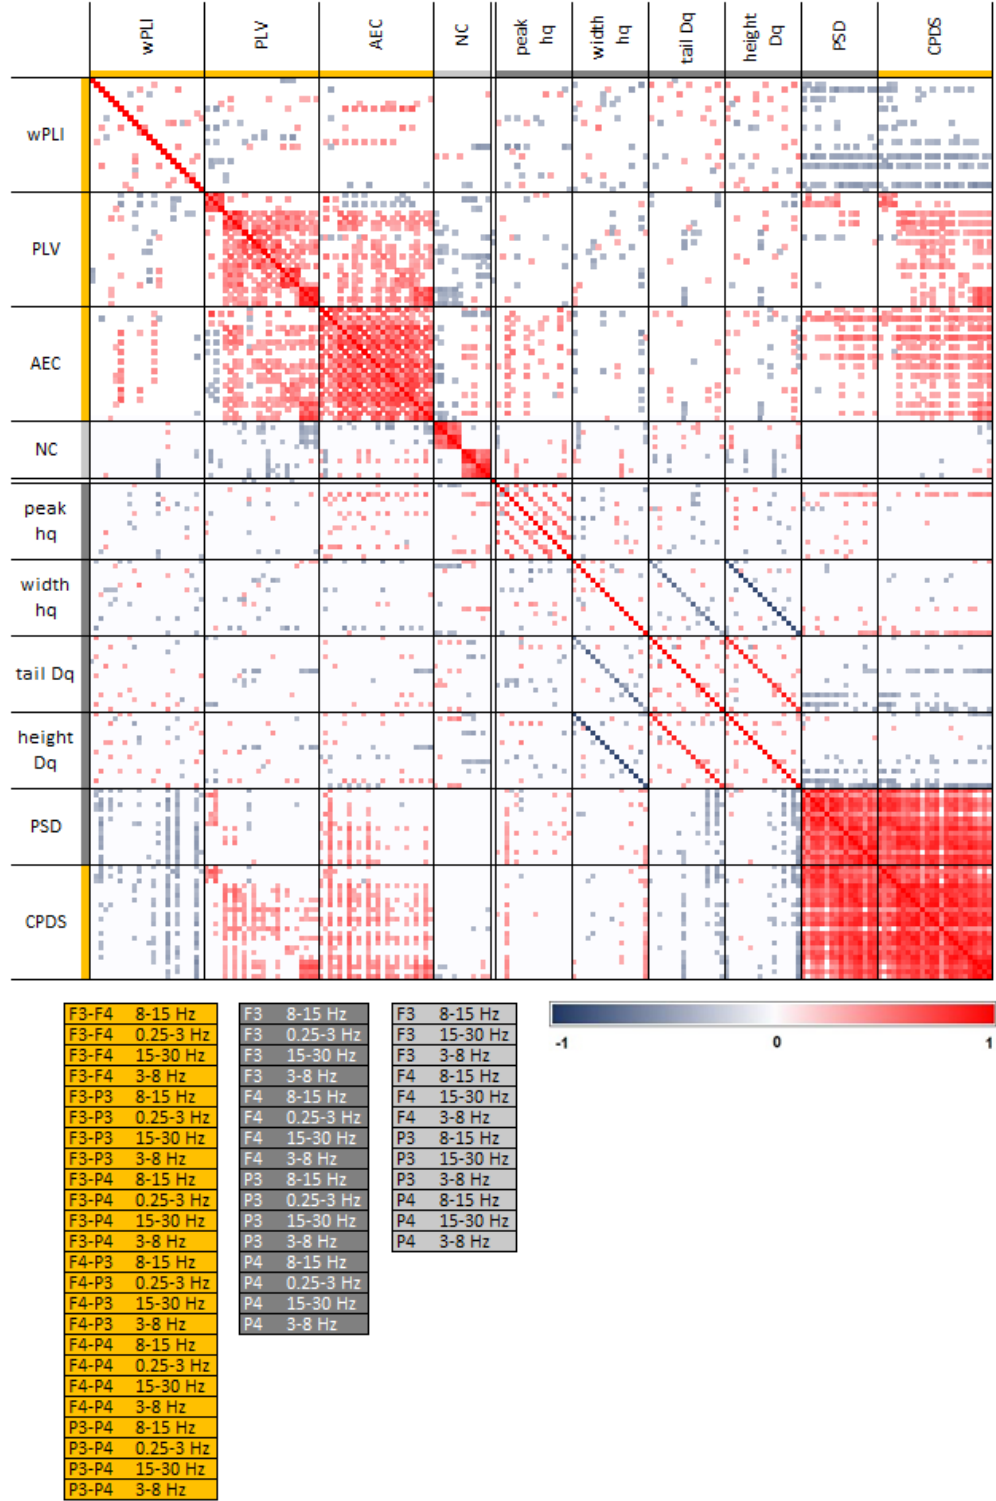 wPLI PLV AEC NC peak hq width hq tail Dq height Dq PSD CPDS
wPLI
PLV
AEC
NC
peak
hq
width
hq
tail Dq
height
Dq
PSD
CPDS
-1 0 1
F3-F4 8-15 Hz
F3-F4 0.25-3 Hz
F3-F4 15-30 Hz
F3-F4 3-8 Hz
F3-P3 8-15 Hz
F3-P3 0.25-3 Hz
F3-P3 15-30 Hz
F3-P3 3-8 Hz
F3-P4 8-15 Hz
F3-P4 0.25-3 Hz
F3-P4 15-30 Hz
F3-P4 3-8 Hz
F4-P3 8-15 Hz
F4-P3 0.25-3 Hz
F4-P3 15-30 Hz
F4-P3 3-8 Hz
F4-P4 8-15 Hz
F4-P4 0.25-3 Hz
F4-P4 15-30 Hz
F4-P4 3-8 Hz
P3-P4 8-15 Hz
P3-P4 0.25-3 Hz
P3-P4 15-30 Hz
P3-P4 3-8 Hz
F3 8-15 Hz
F3 0.25-3 Hz
F3 15-30 Hz
F3 3-8 Hz
F4 8-15 Hz
F4 0.25-3 Hz
F4 15-30 Hz
F4 3-8 Hz
P3 8-15 Hz
P3 0.25-3 Hz
P3 15-30 Hz
P3 3-8 Hz
P4 8-15 Hz
P4 0.25-3 Hz
P4 15-30 Hz
P4 3-8 Hz
F3 8-15 Hz
F3 15-30 Hz
F3 3-8 Hz
F4 8-15 Hz
F4 15-30 Hz
F4 3-8 Hz
P3 8-15 Hz
P3 15-30 Hz
P3 3-8 Hz
P4 8-15 Hz
P4 15-30 Hz
P4 3-8 Hz